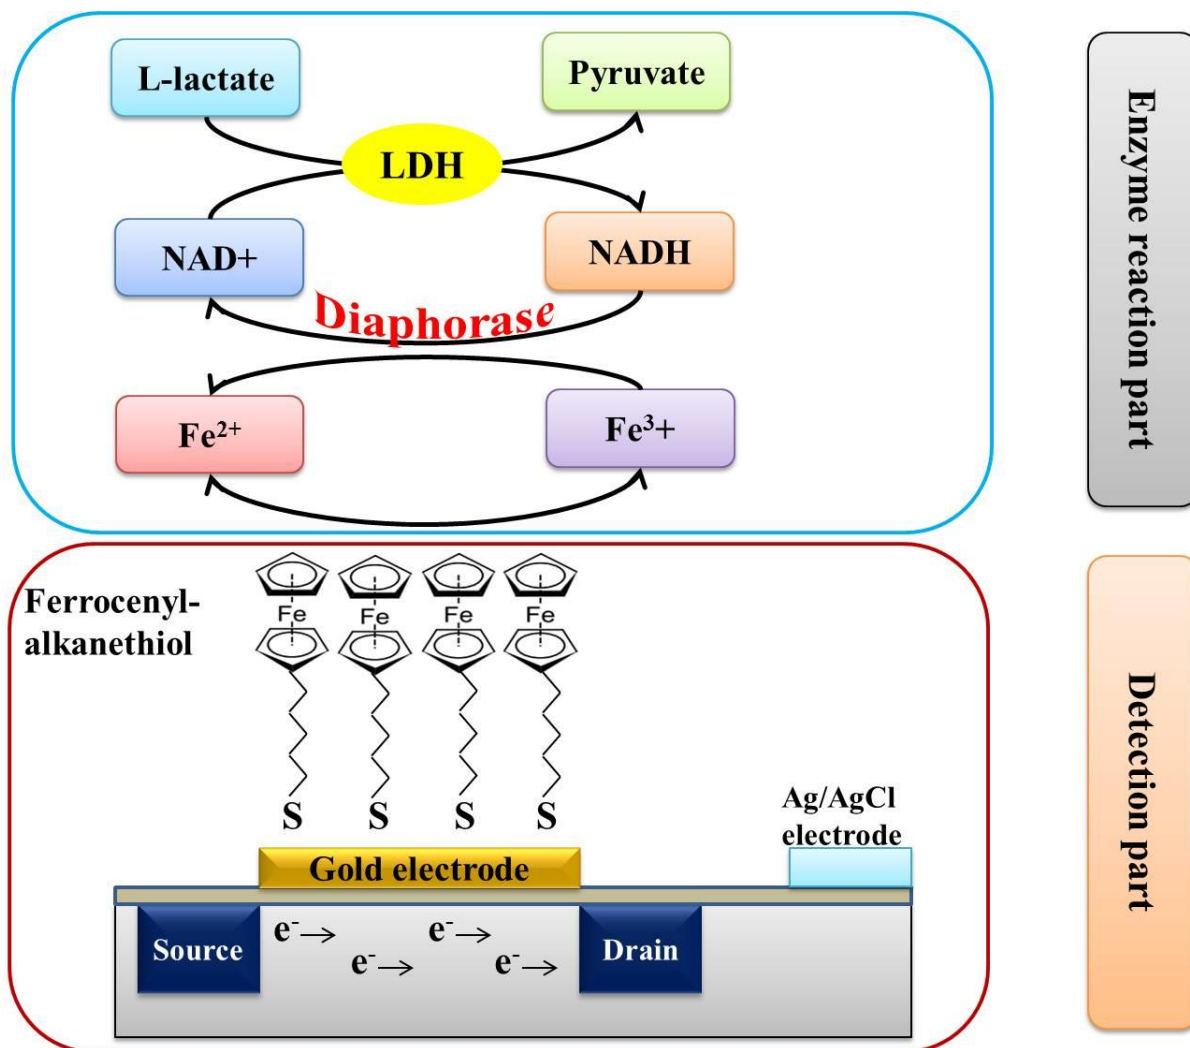 L-lactate
Pyruvate
LDH
NAD+
NADH
Diaphorase
Fe²⁺
Fe³+
Enzyme reaction part
Ferrocenyl-
alkanethiol
Fe
Fe
Fe
Fe
S
S
S
S
Ag/AgCl
electrode
Gold electrode
Source
e⁻→
e⁻→
e⁻→
e⁻→
Drain
Detection part